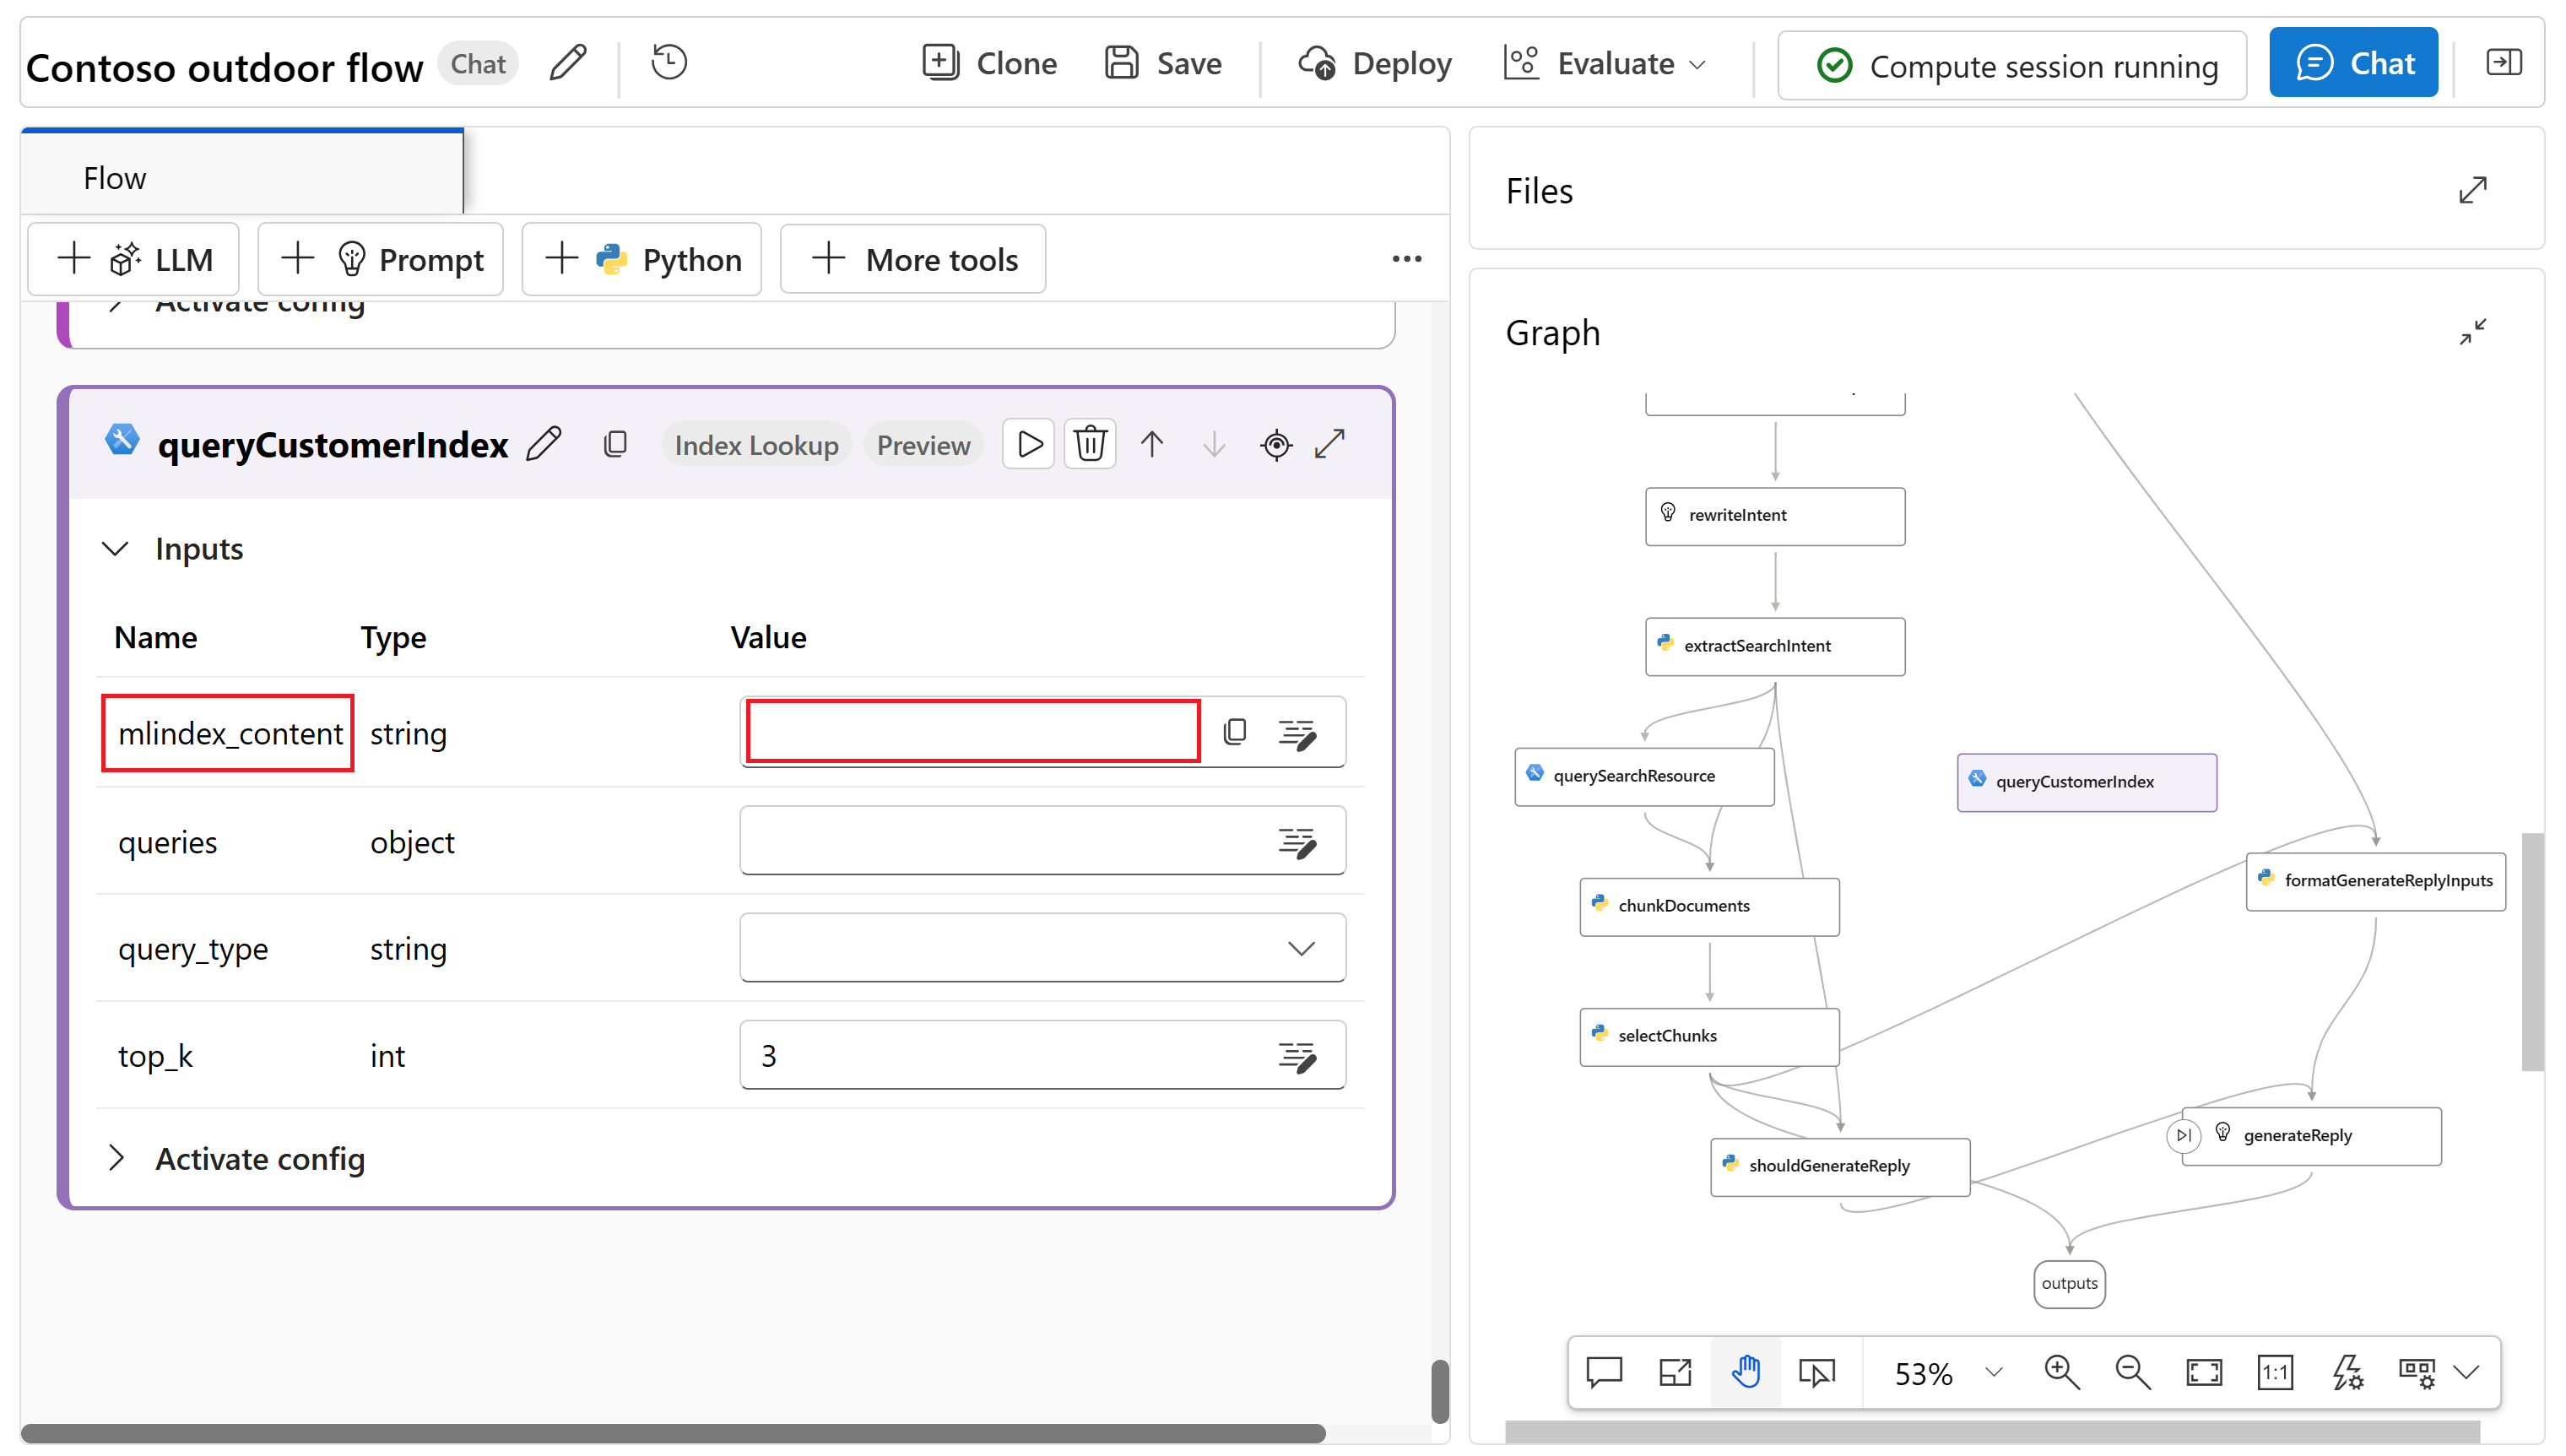 Contoso outdoor flow Chat Clone Save Deploy Evaluate Compute session running Chat
Flow
LLM Prompt Python More tools
Activate config
queryCustomerIndex Index Lookup Preview
Inputs
Name Type Value
mlindex_content string
queries object
query_type string
top_k int 3
Activate config
Files
Graph
rewriteIntent
extractSearchIntent
querySearchResource
queryCustomerIndex
chunkDocuments
formatGenerateReplyInputs
selectChunks
shouldGenerateReply
generateReply
outputs
53% 1:1